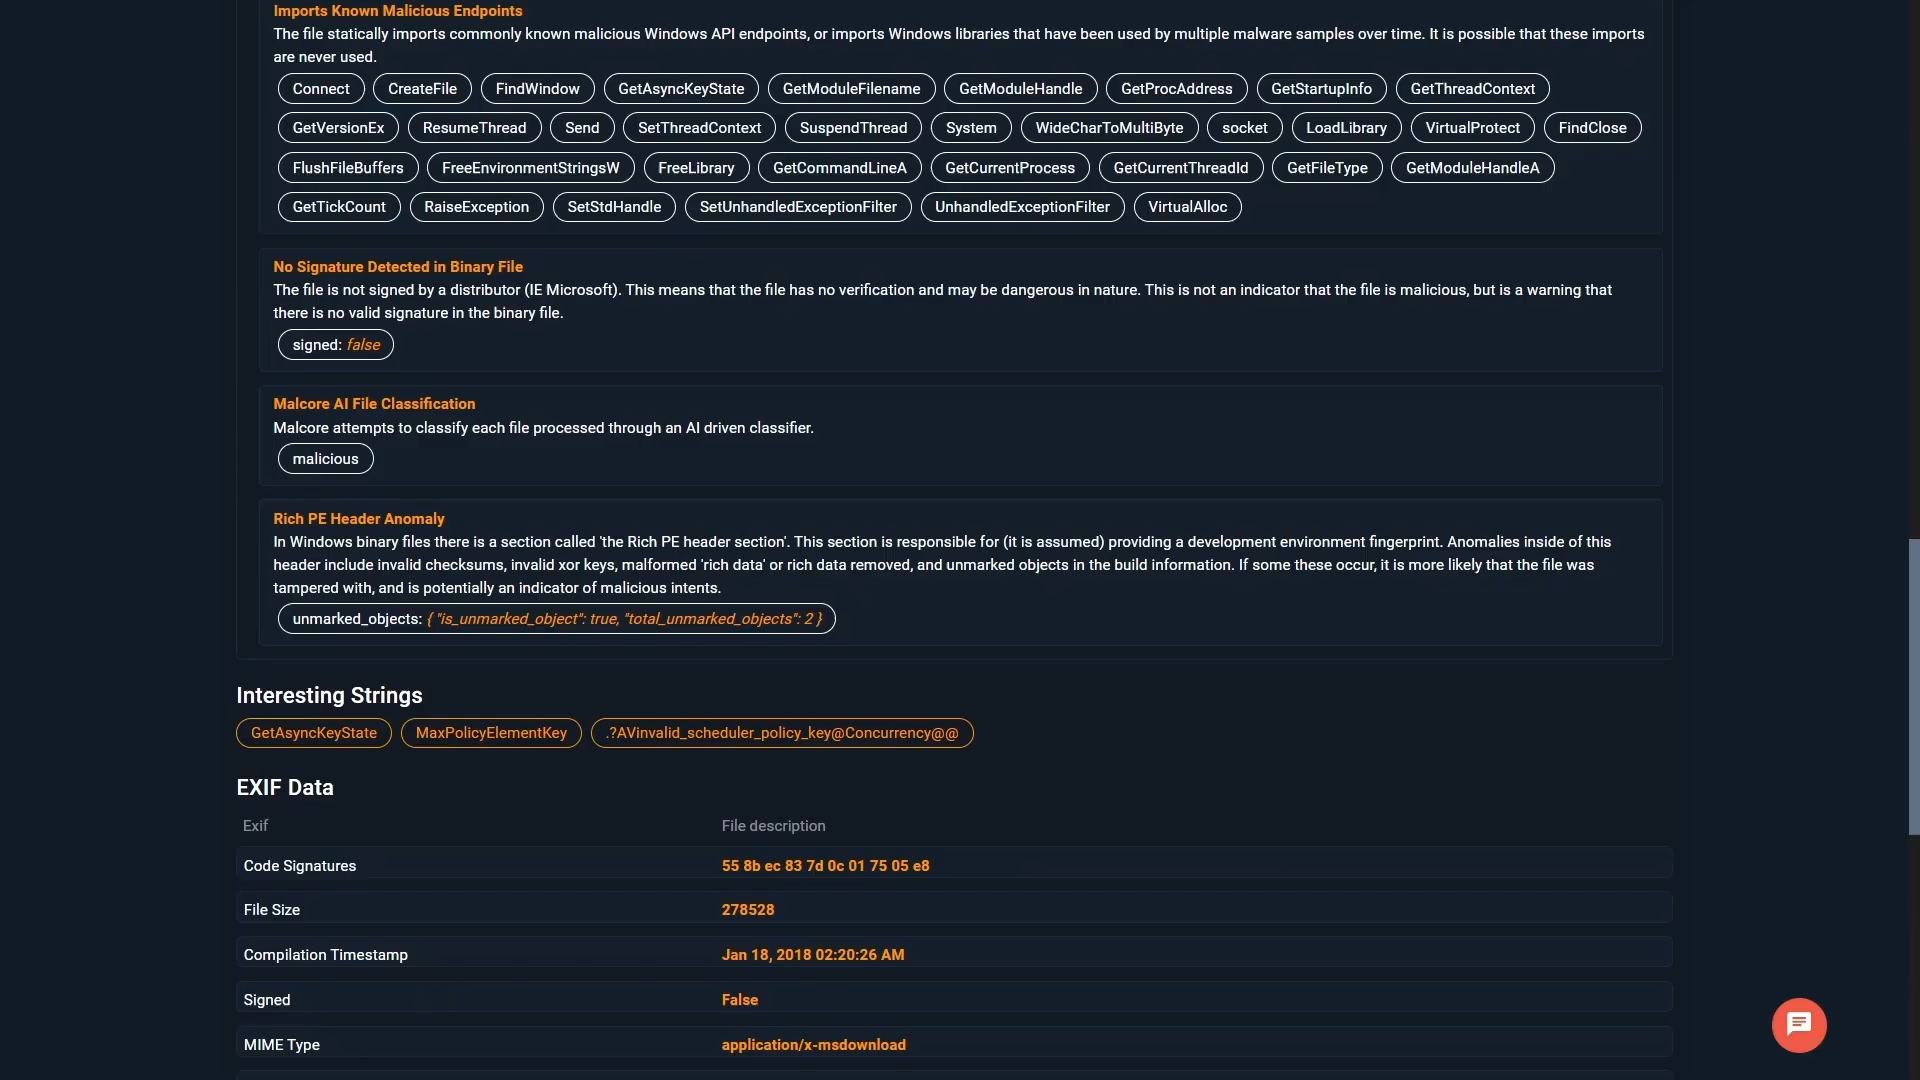 Imports Known Malicious Endpoints
The file statically imports commonly known malicious Windows API endpoints, or imports Windows libraries that have been used by multiple malware samples over time. It is possible that these imports
are never used.
Connect CreateFile FindWindow GetAsyncKeyState GetModuleFilename GetModuleHandle GetProcAddress GetStartupInfo GetThreadContext
GetVersionEx ResumeThread Send SetThreadContext SuspendThread System WideCharToMultiByte socket LoadLibrary VirtualProtect FindClose
FlushFileBuffers FreeEnvironmentStringsW FreeLibrary GetCommandLineA GetCurrentProcess GetCurrentThreadId GetFileType GetModuleHandleA
GetTickCount RaiseException SetStdHandle SetUnhandledExceptionFilter UnhandledExceptionFilter VirtualAlloc
No Signature Detected in Binary File
The file is not signed by a distributor (IE Microsoft). This means that the file has no verification and may be dangerous in nature. This is not an indicator that the file is malicious, but is a warning that
there is no valid signature in the binary file.
signed: false
Malcore AI File Classification
Malcore attempts to classify each file processed through an AI driven classifier.
malicious
Rich PE Header Anomaly
In Windows binary files there is a section called 'the Rich PE header section'. This section is responsible for (it is assumed) providing a development environment fingerprint. Anomalies inside of this
header include invalid checksums, invalid xor keys, malformed 'rich data' or rich data removed, and unmarked objects in the build information. If some these occur, it is more likely that the file was
tampered with, and is potentially an indicator of malicious intents.
unmarked_objects: { "is_unmarked_object": true, "total_unmarked_objects": 2 }
Interesting Strings
GetAsyncKeyState MaxPolicyElementKey .?AVinvalid_scheduler_policy_key@Concurrency@@
EXIF Data
Exif File description
Code Signatures 55 8b ec 83 7d 0c 01 75 05 e8
File Size 278528
Compilation Timestamp Jan 18, 2018 02:20:26 AM
Signed False
MIME Type application/x-msdownload